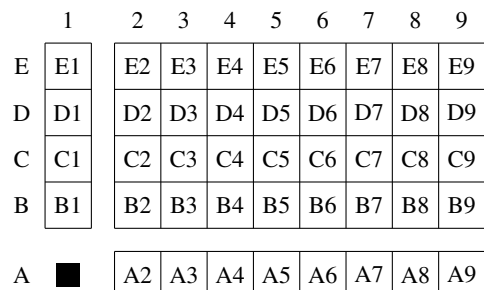 1 2 3 4 5 6 7 8 9
E E1 E2 E3 E4 E5 E6 E7 E8 E9
D D1 D2 D3 D4 D5 D6 D7 D8 D9
C C1 C2 C3 C4 C5 C6 C7 C8 C9
B B1 B2 B3 B4 B5 B6 B7 B8 B9
A A2 A3 A4 A5 A6 A7 A8 A9